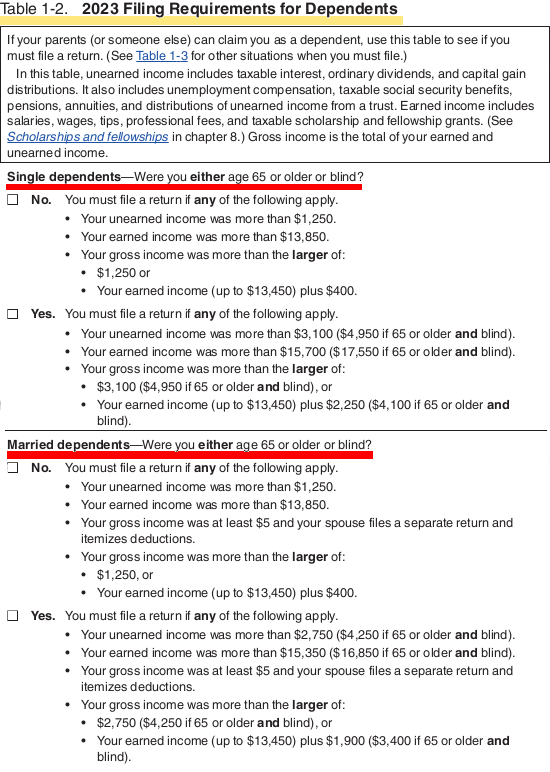 Table 1-2. 2023 Filing Requirements for Dependents
If your parents (or someone else) can claim you as a dependent, use this table to see if you
must file a return. (See Table 1-3 for other situations when you must file.)
In this table, unearned income includes taxable interest, ordinary dividends, and capital gain
distributions. It also includes unemployment compensation, taxable social security benefits,
pensions, annuities, and distributions of unearned income from a trust. Earned income includes
salaries, wages, tips, professional fees, and taxable scholarship and fellowship grants. (See
Scholarships and fellowships in chapter 8.) Gross income is the total of your earned and
unearned income.
Single dependents—Were you either age 65 or older or blind?
☐ No. You must file a return if any of the following apply.
• Your unearned income was more than $1,250.
• Your earned income was more than $13,850.
• Your gross income was more than the larger of:
• $1,250 or
• Your earned income (up to $13,450) plus $400.
☐ Yes. You must file a return if any of the following apply.
• Your unearned income was more than $3,100 ($4,950 if 65 or older and blind).
• Your earned income was more than $15,700 ($17,550 if 65 or older and blind).
• Your gross income was more than the larger of:
• $3,100 ($4,950 if 65 or older and blind), or
• Your earned income (up to $13,450) plus $2,250 ($4,100 if 65 or older and
blind).
Married dependents—Were you either age 65 or older or blind?
☐ No. You must file a return if any of the following apply.
• Your unearned income was more than $1,250.
• Your earned income was more than $13,850.
• Your gross income was at least $5 and your spouse files a separate return and
itemizes deductions.
• Your gross income was more than the larger of:
• $1,250, or
• Your earned income (up to $13,450) plus $400.
☐ Yes. You must file a return if any of the following apply.
• Your unearned income was more than $2,750 ($4,250 if 65 or older and blind).
• Your earned income was more than $15,350 ($16,850 if 65 or older and blind).
• Your gross income was at least $5 and your spouse files a separate return and
itemizes deductions.
• Your gross income was more than the larger of:
• $2,750 ($4,250 if 65 or older and blind), or
• Your earned income (up to $13,450) plus $1,900 ($3,400 if 65 or older and
blind).